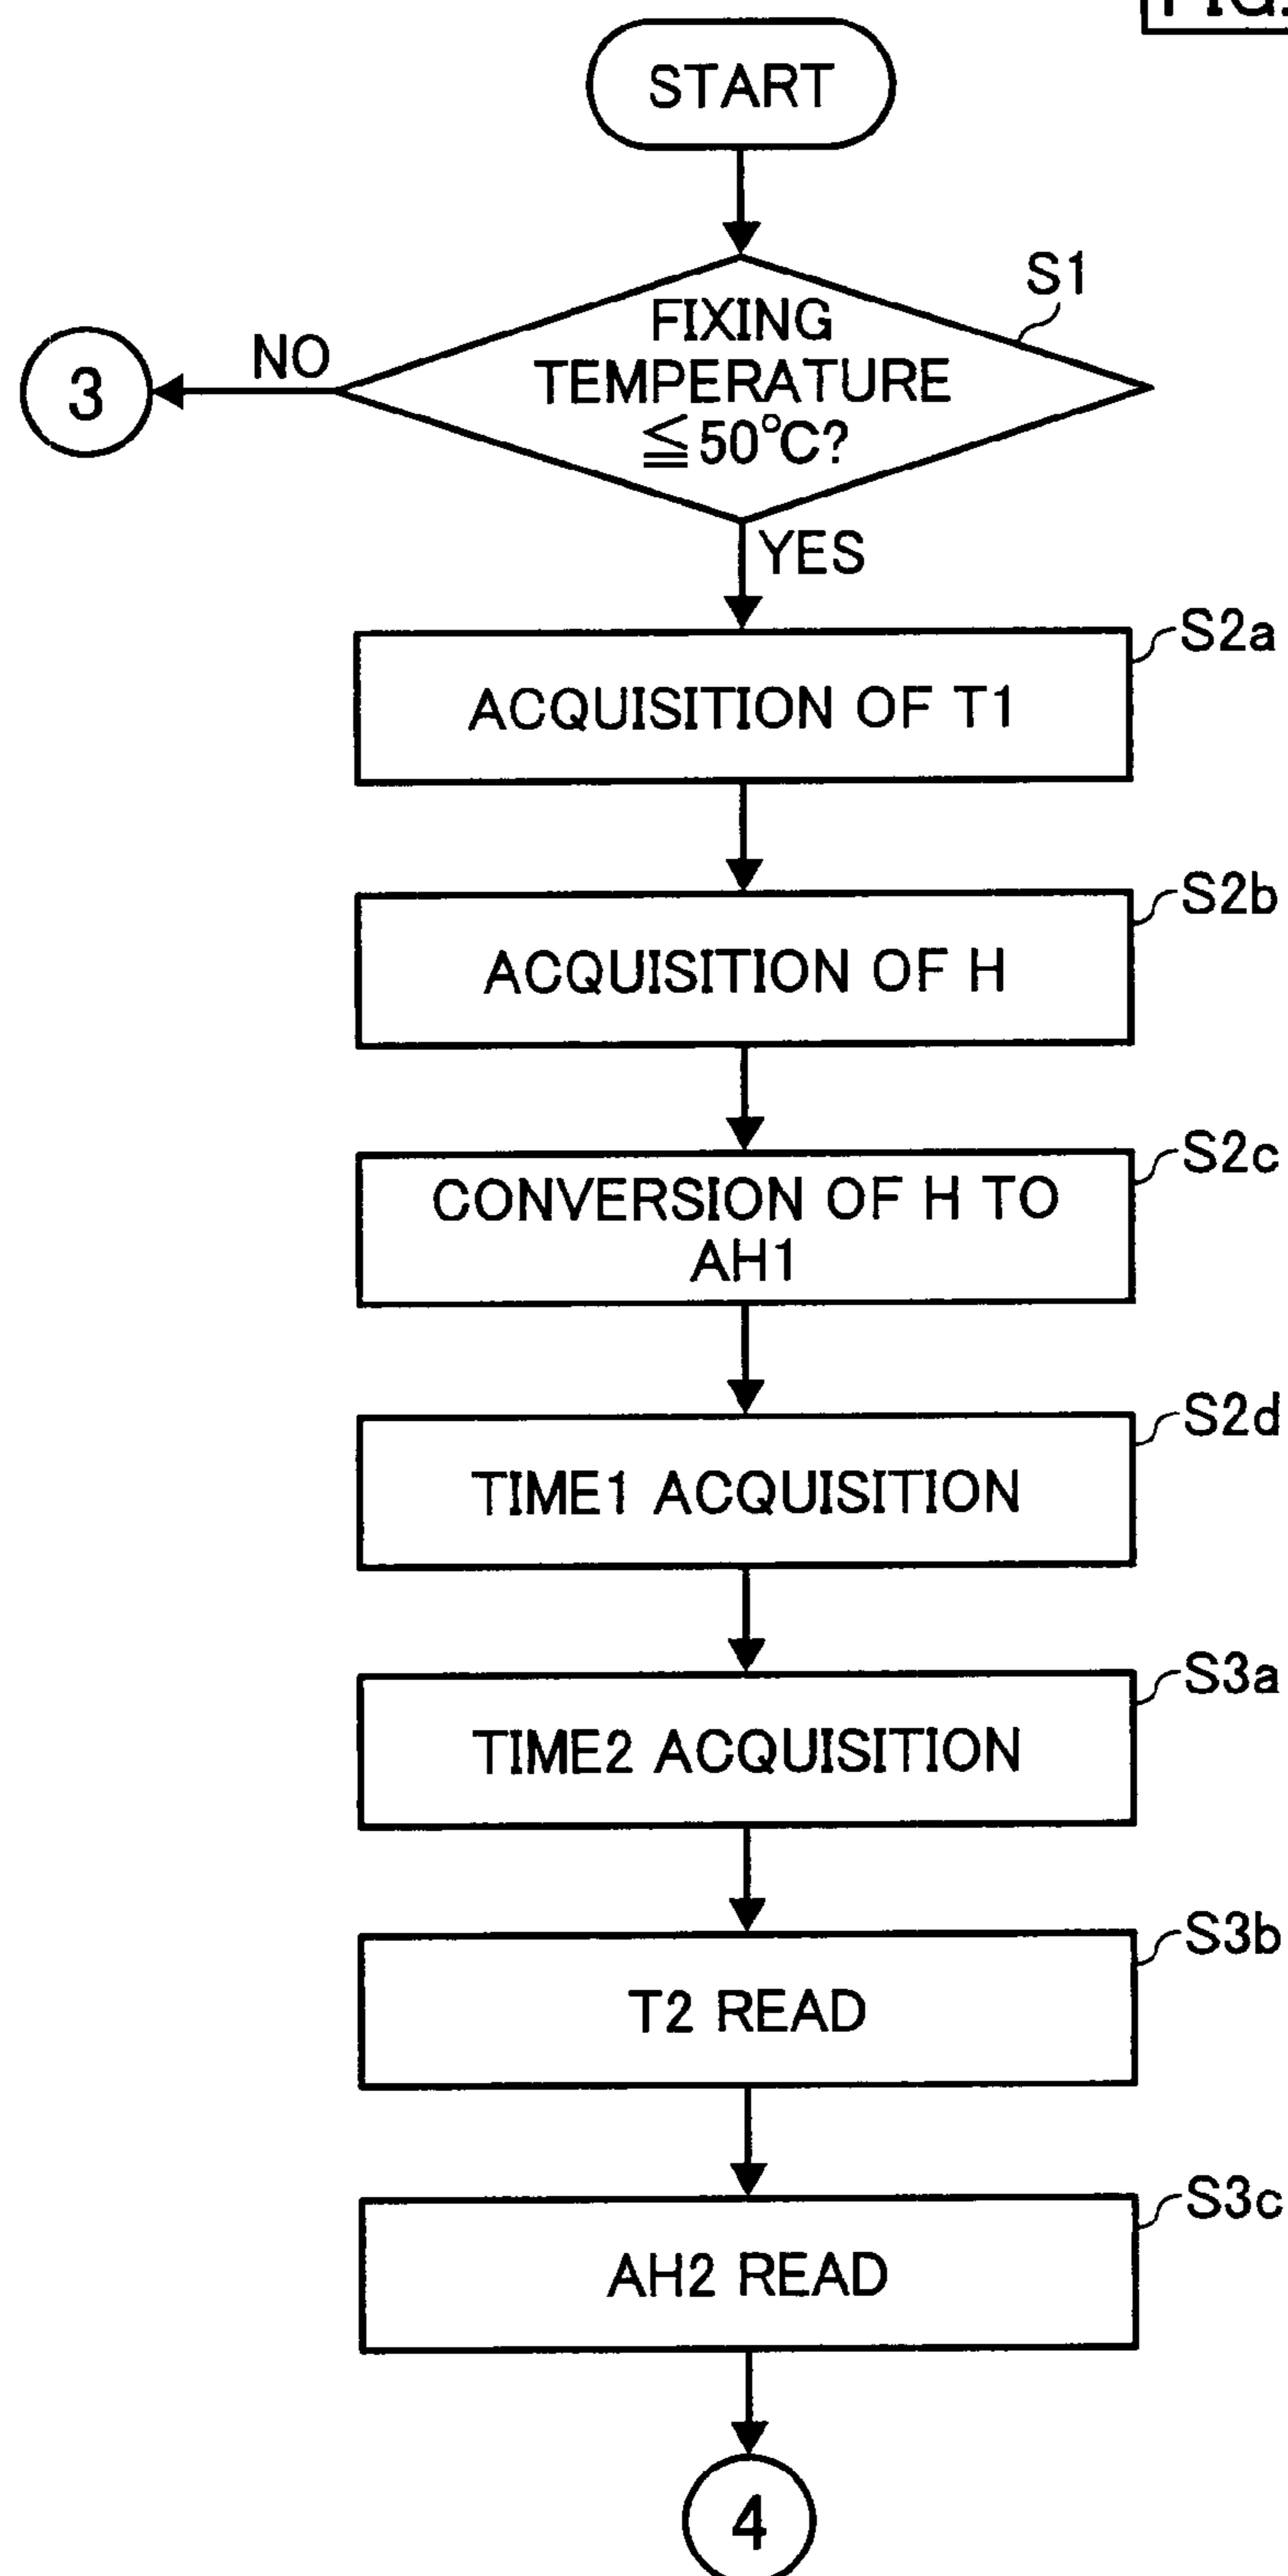 FIG.
START
S1
FIXING
TEMPERATURE
≦50°C?
NO
3
YES
S2a
ACQUISITION OF T1
S2b
ACQUISITION OF H
S2c
CONVERSION OF H TO
AH1
S2d
TIME1 ACQUISITION
S3a
TIME2 ACQUISITION
S3b
T2 READ
S3c
AH2 READ
4